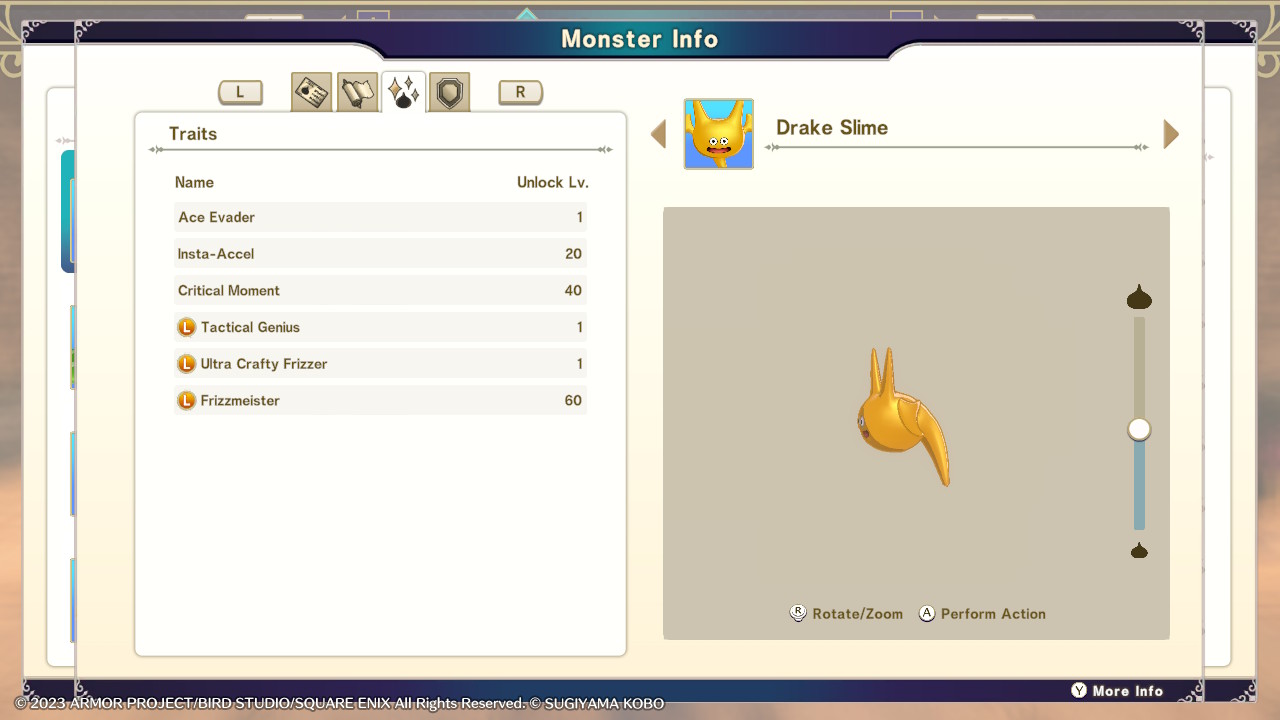 Monster Info
L
R
Traits
Name Unlock Lv.
Ace Evader 1
Insta-Accel 20
Critical Moment 40
L Tactical Genius 1
L Ultra Crafty Frizzer 1
L Frizzmeister 60
Drake Slime
R Rotate/Zoom A Perform Action
Y More Info
© 2023 ARMOR PROJECT/BIRD STUDIO/SQUARE ENIX All Rights Reserved. © SUGIYAMA KOBO